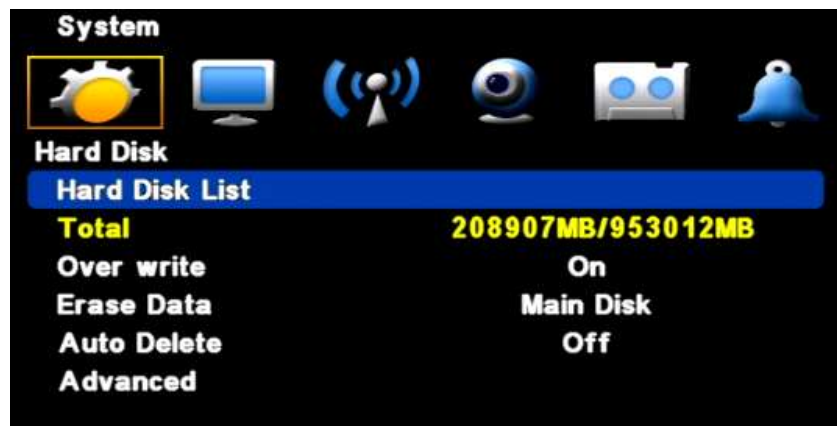 System
Hard Disk
Hard Disk List
Total 208907MB/953012MB
Over write On
Erase Data Main Disk
Auto Delete Off
Advanced